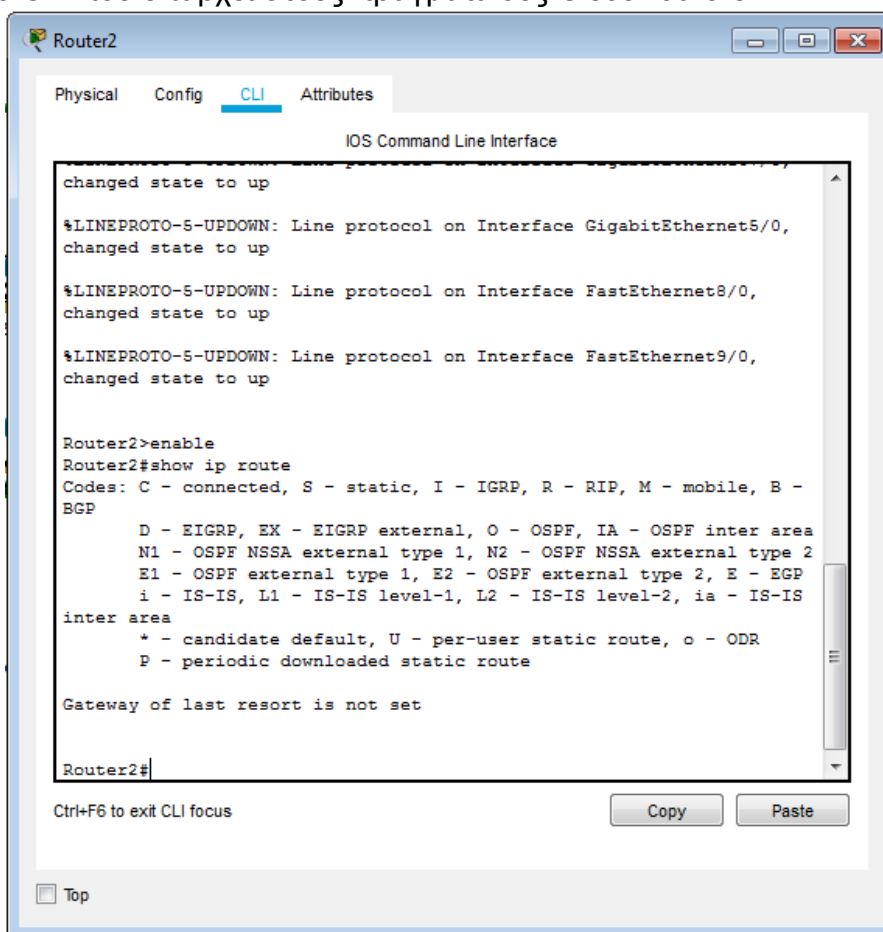 Router2
Physical Config CLI Attributes
IOS Command Line Interface
changed state to up
%LINEPROTO-5-UPDOWN: Line protocol on Interface GigabitEthernet5/0,
changed state to up
%LINEPROTO-5-UPDOWN: Line protocol on Interface FastEthernet8/0,
changed state to up
%LINEPROTO-5-UPDOWN: Line protocol on Interface FastEthernet9/0,
changed state to up
Router2>enable
Router2#show ip route
Codes: C - connected, S - static, I - IGRP, R - RIP, M - mobile, B -
BGP
D - EIGRP, EX - EIGRP external, O - OSPF, IA - OSPF inter area
N1 - OSPF NSSA external type 1, N2 - OSPF NSSA external type 2
E1 - OSPF external type 1, E2 - OSPF external type 2, E - EGP
i - IS-IS, L1 - IS-IS level-1, L2 - IS-IS level-2, ia - IS-IS
inter area
* - candidate default, U - per-user static route, o - ODR
P - periodic downloaded static route
Gateway of last resort is not set
Router2#
Ctrl+F6 to exit CLI focus
Copy Paste
Top